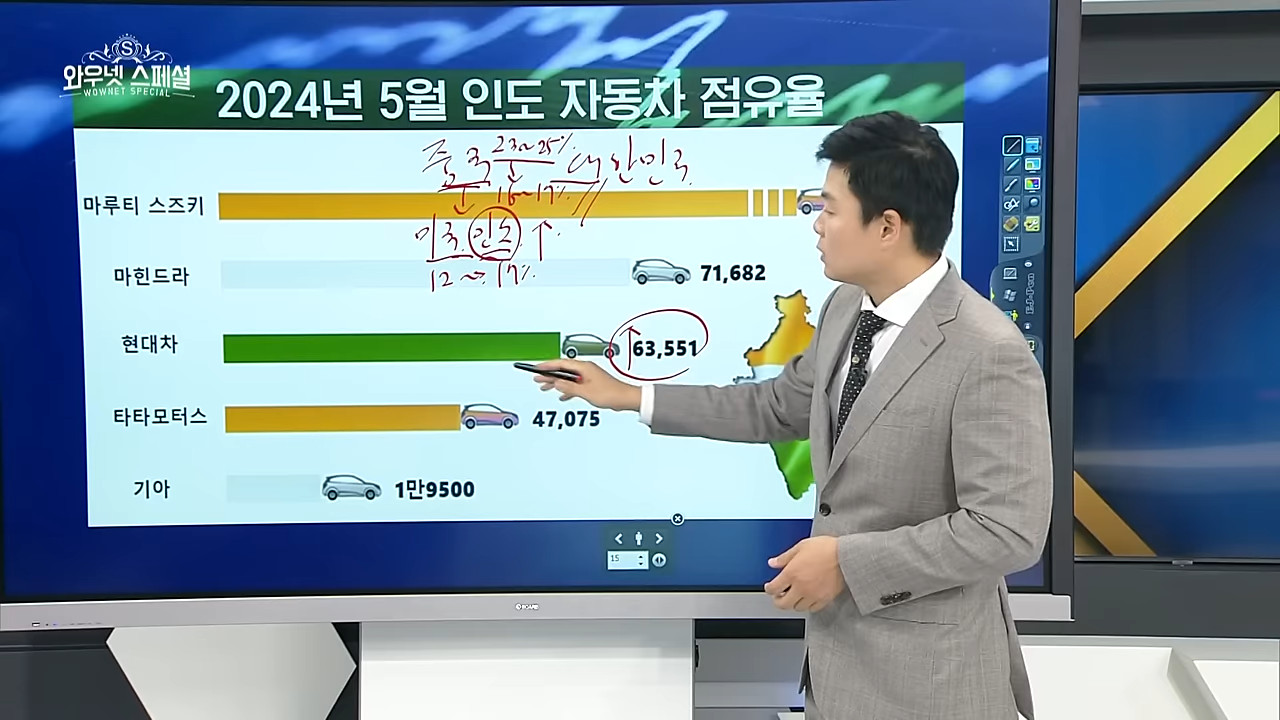 와우넷 스페셜
WOWNET SPECIAL
2024년 5월 인도 자동차 점유율
중국 23~25% 대한민국
16~17%
마루티 스즈키
미국 인도
12~17%
마힌드라 71,682
현대차 63,551
타타모터스 47,075
기아 1만9500
15